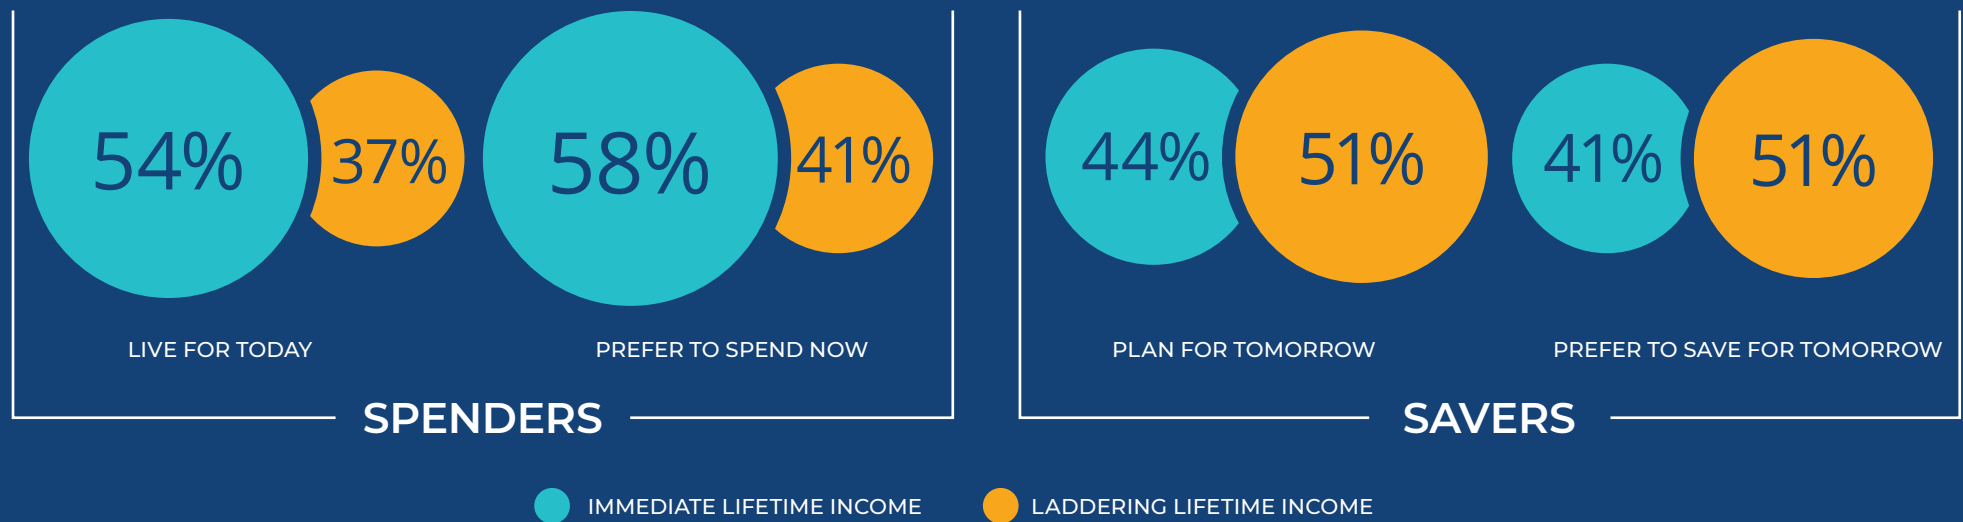 54%
37%
58%
41%
44%
51%
41%
51%
LIVE FOR TODAY
PREFER TO SPEND NOW
PLAN FOR TOMORROW
PREFER TO SAVE FOR TOMORROW
SPENDERS
SAVERS
IMMEDIATE LIFETIME INCOME
LADDERING LIFETIME INCOME